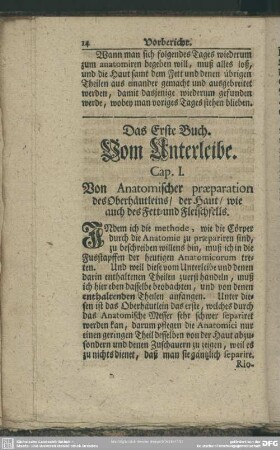 14 Vorbericht.
Wann man sich folgendes Tages wiederum
zum anatomiren begeben will, muß alles loß,
und die Haut samt dem Fett und denen übrigen
Theilen aus einander gemacht und ausgebreitet
werden, damit dasjenige wiederum gefunden
werde, wobey man voriges Tages stehen blieben.
Das Erste Buch.
Vom Unterleibe.
Cap. I.
Von Anatomischer præparation
des Oberhäutleins/ der Haut/ wie
auch des Fett-und Fleischfells.
INdem ich die methode, wie die Cörper
durch die Anatomie zu præpariren sind,
zu beschreiben willens bin, muß ich in die
Fußstapffen der heutigen Anatomicorum tre-
ten. Und weil diese vom Unterleibe und denen
darin enthaltenen Theilen zuerst handeln, muß
ich hier eben dasselbe beobachten, und von denen
enthaltenden Theilen anfangen. Unter die-
sen ist das Oberhäutlein das erste, welches durch
das Anatomische Messer sehr schwer separiret
werden kan, darum pflegen die Anatomici nur
einen geringen Theil desselben von der Haut abzu-
sondern und denen Zuschauern zu zeigen, weil es
zu nichts dienet, daß man sie gäntzlich separire.
Rio-